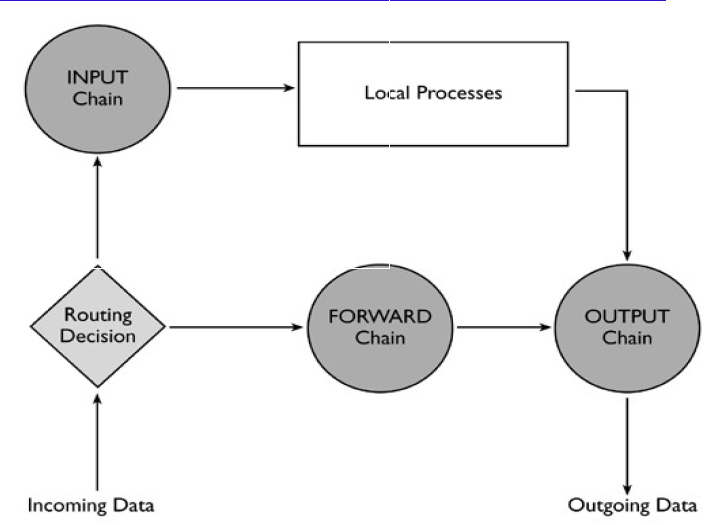 INPUT
Chain
Local Processes
Routing
Decision
FORWARD
Chain
OUTPUT
Chain
Incoming Data
Outgoing Data